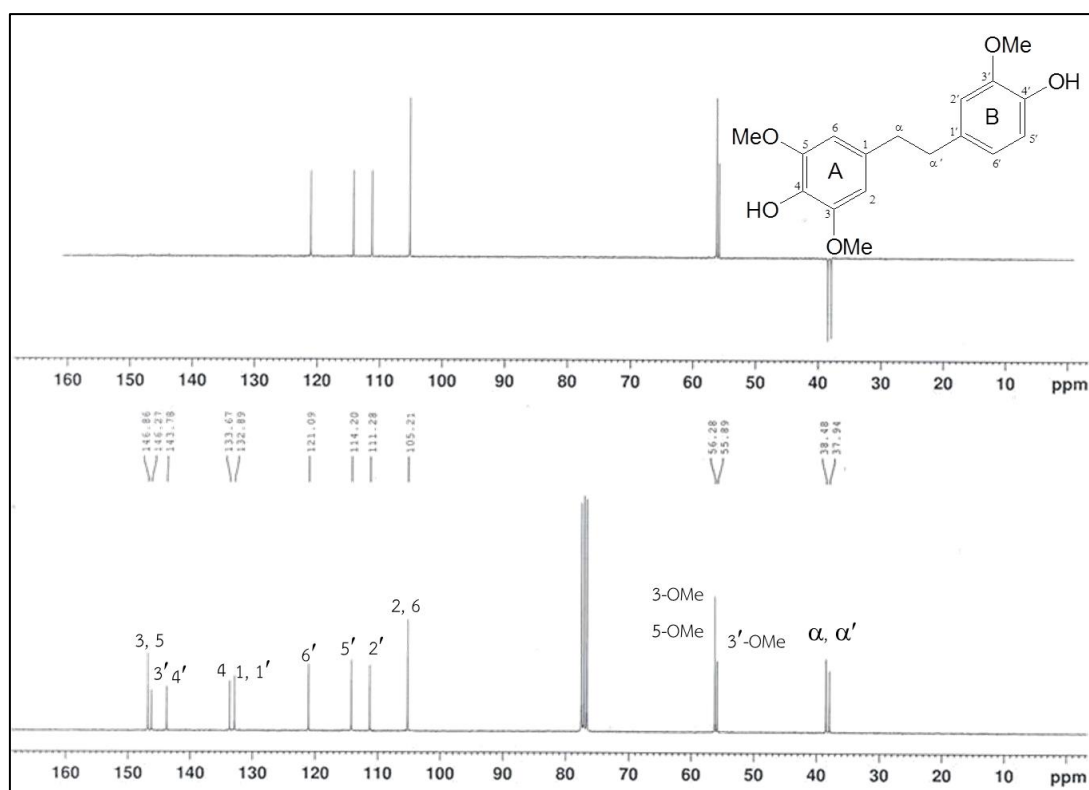 OMe
3'
4'
OH
2'
B
α
6
1'
5'
MeO
5
1
α'
6'
A
4
2
HO
3
OMe
160 150 140 130 120 110 100 90 80 70 60 50 40 30 20 10 ppm
146.86
146.27
143.78
133.67
132.89
121.09
114.20
111.28
105.21
56.28
55.89
38.48
37.94
2, 6
3-OMe
3, 5
5-OMe
3'-OMe
α, α'
3'
4'
4
1, 1'
6'
5'
2'
160 150 140 130 120 110 100 90 80 70 60 50 40 30 20 10 ppm